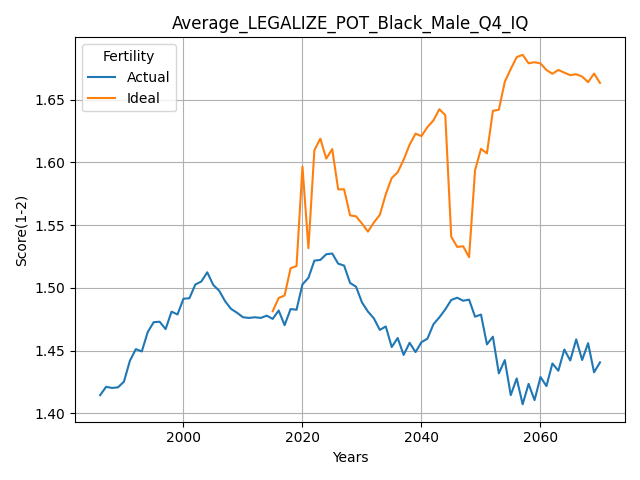 Average_LEGALIZE_POT_Black_Male_Q4_IQ
Fertility
Actual
Ideal
Score(1-2)
1.65
1.60
1.55
1.50
1.45
1.40
2000 2020 2040 2060
Years